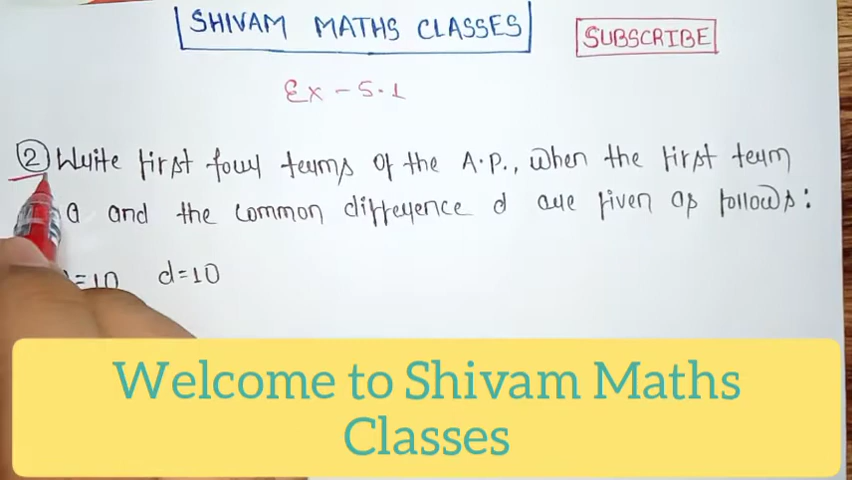 SHIVAM MATHS CLASSES
SUBSCRIBE
Ex - 5.1
2 Write first four terms of the A.P., when the first term
a and the common difference d are given as follows:
=10 d=10
Welcome to Shivam Maths
Classes